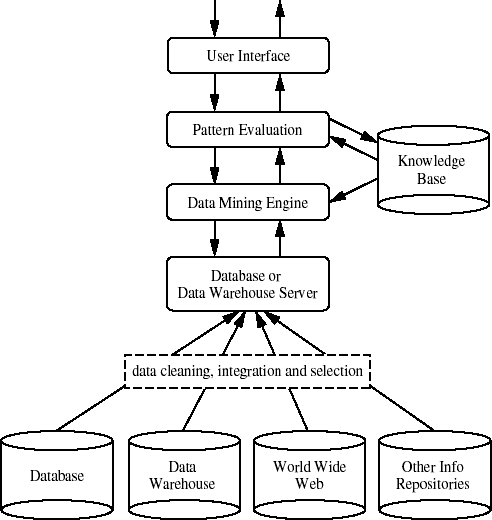 User Interface
Pattern Evaluation
Knowledge
Base
Data Mining Engine
Database or
Data Warehouse Server
data cleaning, integration and selection
Database
Data
Warehouse
World Wide
Web
Other Info
Repositories